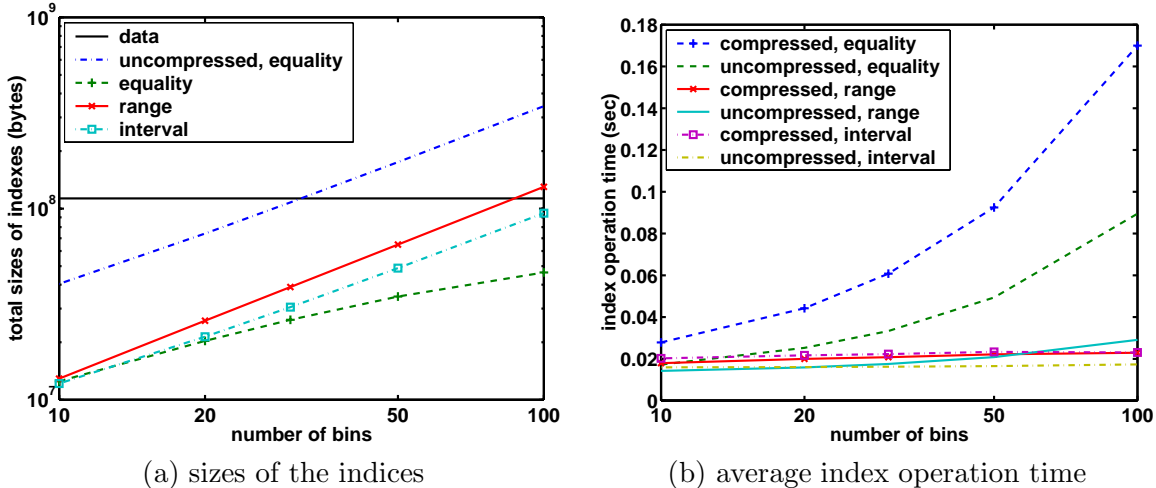 10^9
10^8
10^7
total sizes of indexes (bytes)
data
uncompressed, equality
equality
range
interval
10 20 50 100
number of bins
(a) sizes of the indices
0.18
0.16
0.14
0.12
0.1
0.08
0.06
0.04
0.02
0
index operation time (sec)
compressed, equality
uncompressed, equality
compressed, range
uncompressed, range
compressed, interval
uncompressed, interval
10 20 50 100
number of bins
(b) average index operation time